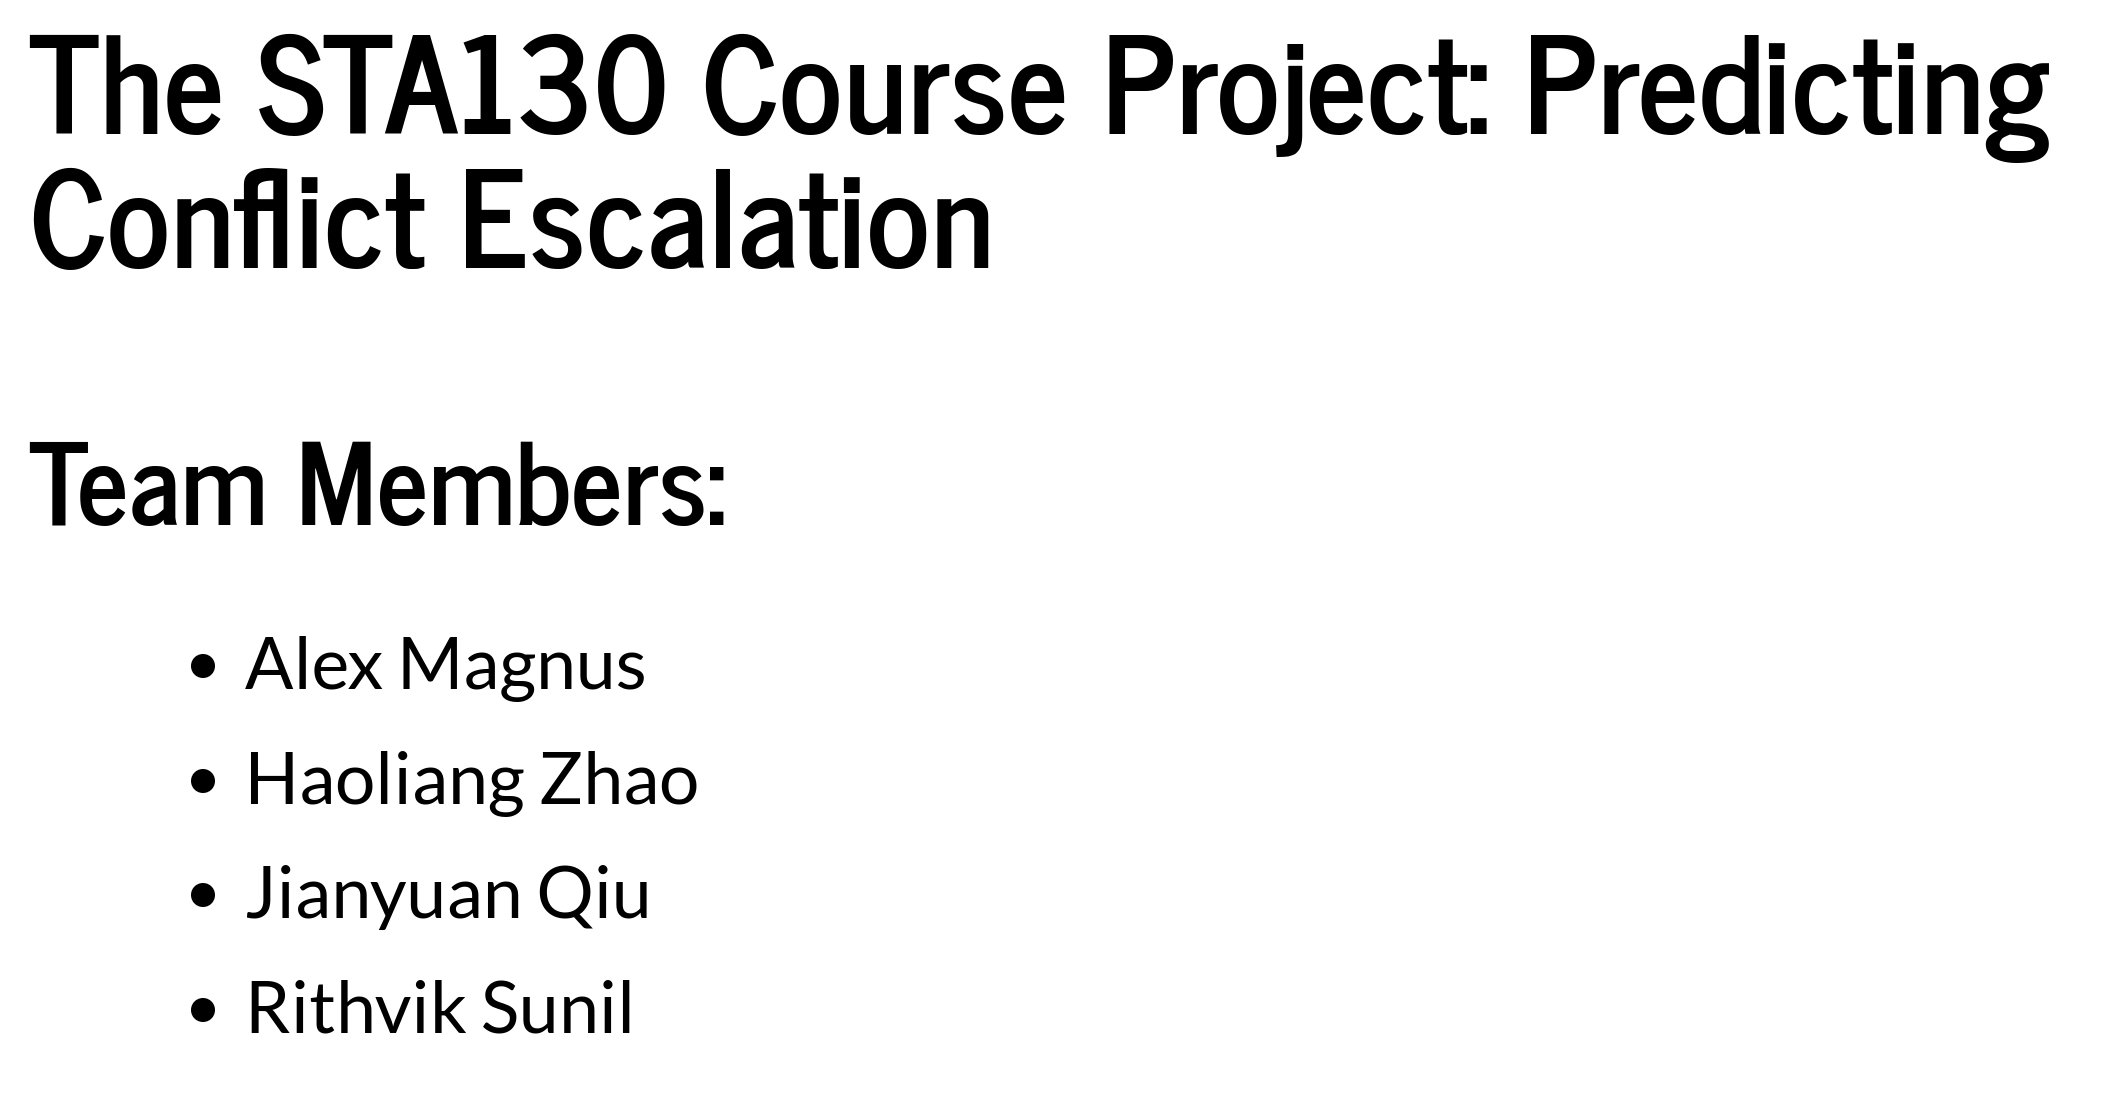 The STA130 Course Project: Predicting
Conflict Escalation
Team Members:
• Alex Magnus
• Haoliang Zhao
• Jianyuan Qiu
• Rithvik Sunil